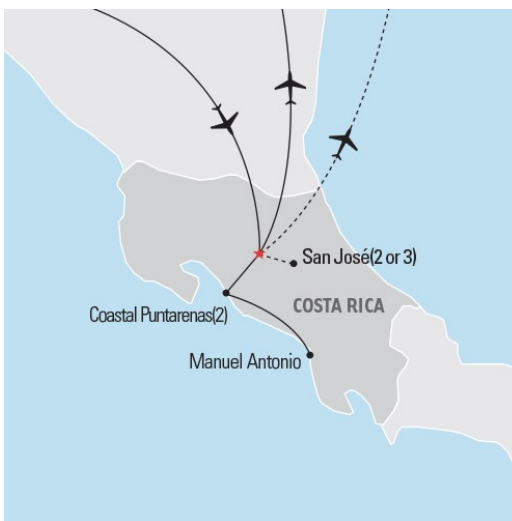 San José(2 or 3)
COSTA RICA
Coastal Puntarenas(2)
Manuel Antonio